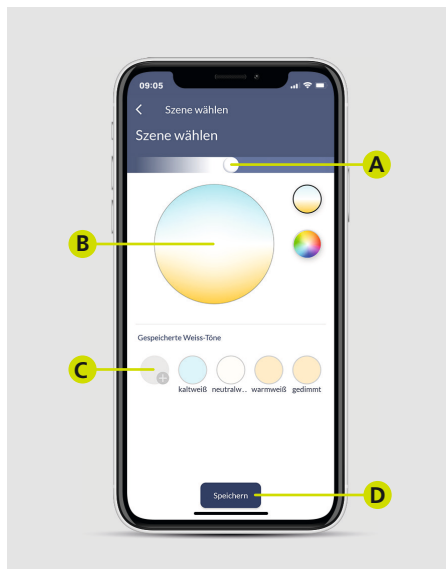 09:05
Szene wählen
Szene wählen
A
B
Gespeicherte Weiss-Töne
C
kaltweiß neutralw... warmweiß gedimmt
Speichern
D